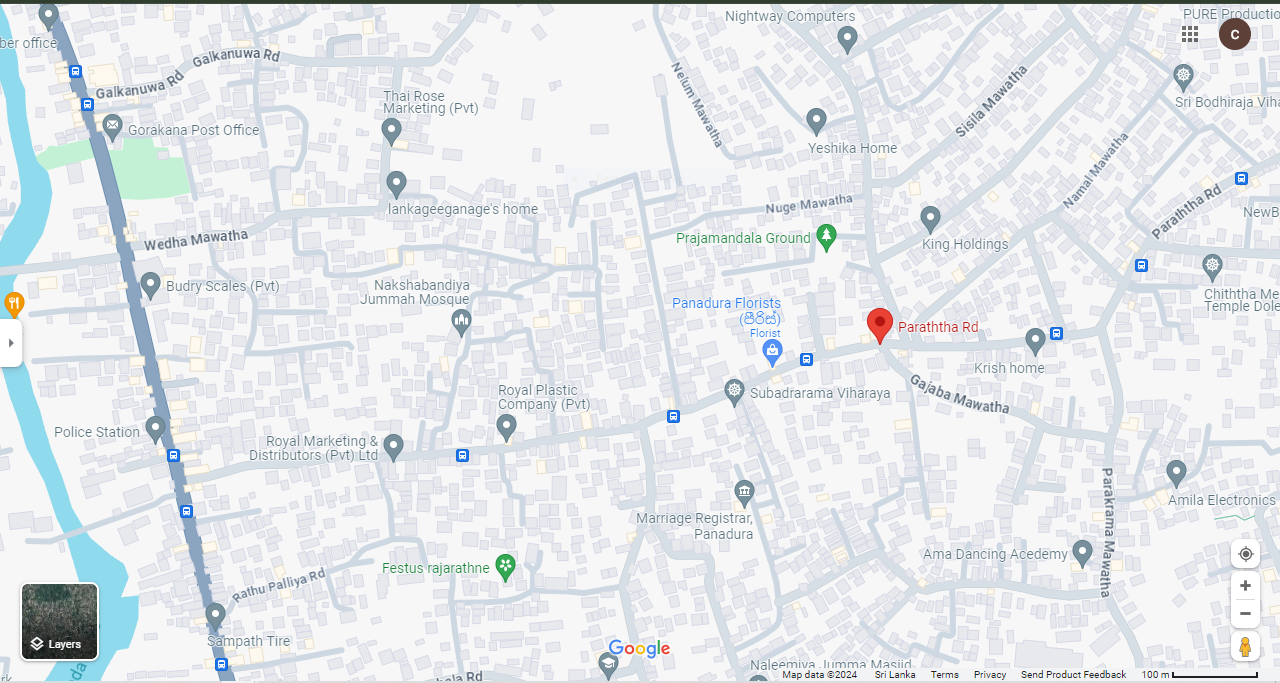 Nightway Computers
PURE Productio
ber office
C
Galkanuwa Rd
Galkanuwa Rd
Nelum Mawatha
Sisila Mawatha
Sri Bodhiraja Viha
Thai Rose
Marketing (Pvt)
Gorakana Post Office
Yeshika Home
Namal Mawatha
Paraththa Rd
lankageeganage's home
Nuge Mawatha
NewB
Wedha Mawatha
Prajamandala Ground
King Holdings
Budry Scales (Pvt)
Nakshabandiya
Jummah Mosque
Chiththa Me
Temple Dole
Panadura Florists
Florist
Paraththa Rd
Krish home
Gajaba Mawatha
Royal Plastic
Company (Pvt)
Subadrarama Viharaya
Police Station
Royal Marketing &
Distributors (Pvt) Ltd
Parakrama Mawatha
Amila Electronics
Marriage Registrar,
Panadura
Ama Dancing Acedemy
Festus rajarathne
Rathu Palliya Rd
Sampath Tire
Layers
Google
Naleemiya Jumma Masjid
ala Rd
Map data ©2024 Sri Lanka Terms Privacy Send Product Feedback 100 m